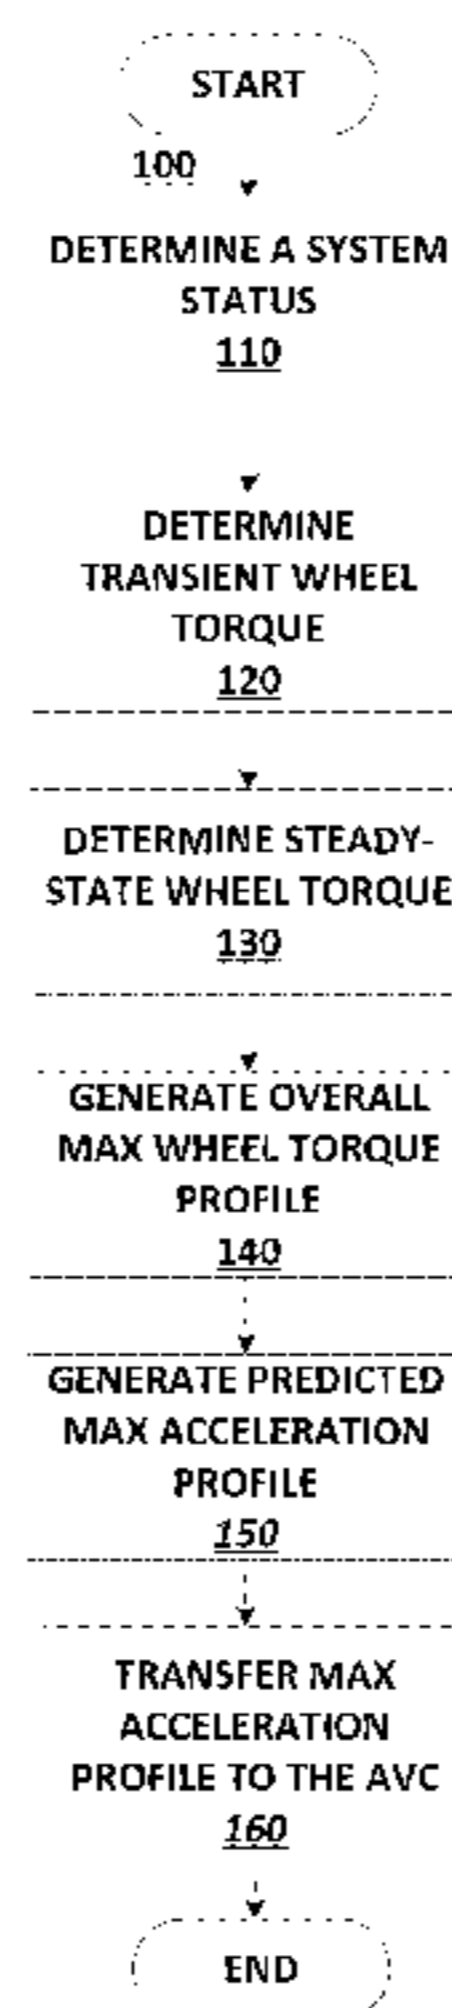 START
100
DETERMINE A SYSTEM
STATUS
110
DETERMINE
TRANSIENT WHEEL
TORQUE
120
DETERMINE STEADY-
STATE WHEEL TORQUE
130
GENERATE OVERALL
MAX WHEEL TORQUE
PROFILE
140
GENERATE PREDICTED
MAX ACCELERATION
PROFILE
150
TRANSFER MAX
ACCELERATION
PROFILE TO THE AVC
160
END